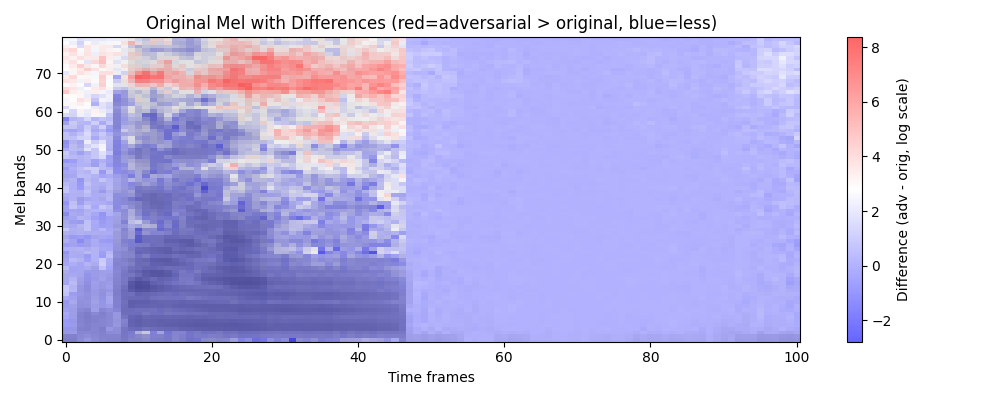 Original Mel with Differences (red=adversarial > original, blue=less)
Mel bands
70
60
50
40
30
20
10
0
0 20 40 60 80 100
Time frames
8
6
4
2
0
−2
Difference (adv - orig, log scale)